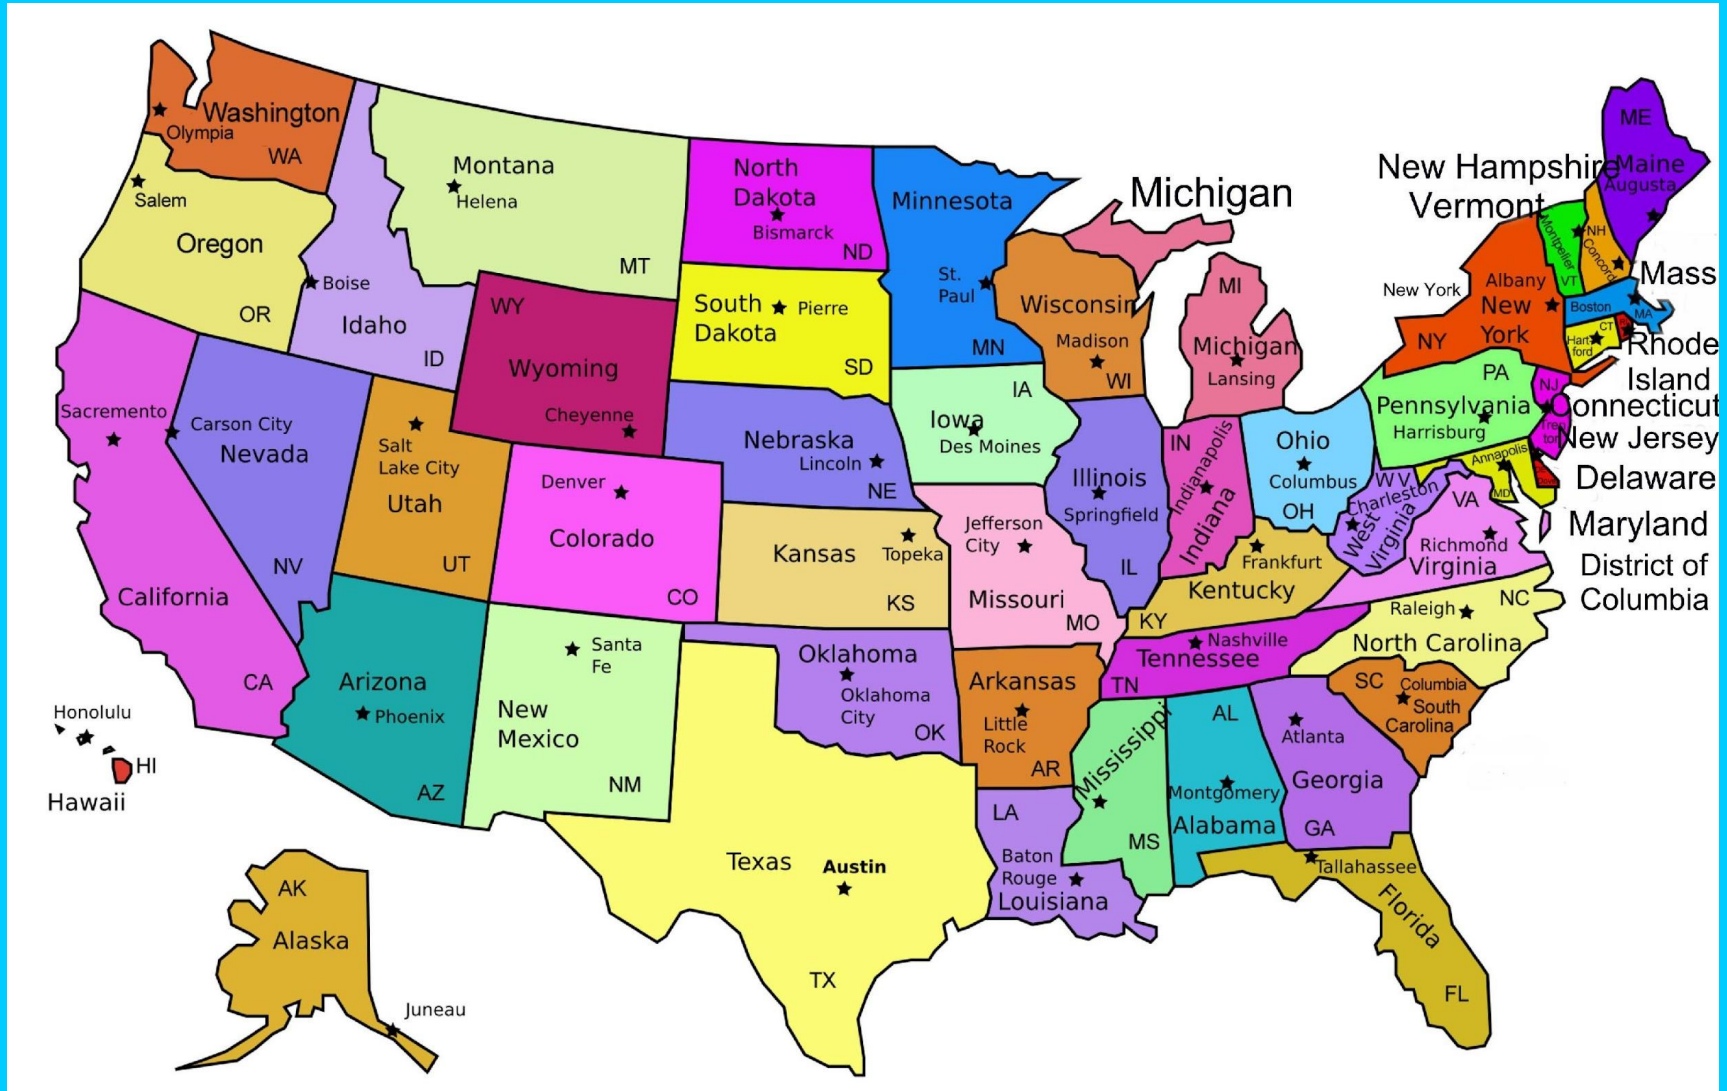 Washington
Olympia
WA
Montana
Helena
MT
North
Dakota
Bismarck
ND
Minnesota
St.
Paul
MN
Michigan
New Hampshire
Vermont
ME
Maine
Augusta
Salem
Oregon
OR
Boise
Idaho
ID
WY
Wyoming
Cheyenne
South
Dakota
Pierre
SD
Wisconsin
Madison
WI
MI
Michigan
Lansing
New York
Albany
New
York
NY
Montpelier
VT
NH
Concord
Mass
Boston
MA
Hart-
ford
CT
Rhode
Island
Connecticut
New Jersey
Delaware
Maryland
District of
Columbia
Sacremento
California
CA
Carson City
Nevada
NV
Salt
Lake City
Utah
UT
Denver
Colorado
CO
Nebraska
Lincoln
NE
IA
Iowa
Des Moines
Illinois
Springfield
IL
IN
Indianapolis
Indiana
Ohio
Columbus
OH
PA
Pennsylvania
Harrisburg
NJ
Tren
ton
Annapolis
MD
W V
Charleston
West
Virginia
VA
Richmond
Virginia
Kansas
Topeka
KS
Jefferson
City
Missouri
MO
Frankfurt
Kentucky
KY
Raleigh
NC
North Carolina
Nashville
Tennessee
TN
Arizona
Phoenix
AZ
Santa
Fe
New
Mexico
NM
Oklahoma
Oklahoma
City
OK
Arkansas
Little
Rock
AR
SC
Columbia
South
Carolina
Mississippi
MS
AL
Montgomery
Alabama
Atlanta
Georgia
GA
Honolulu
HI
Hawaii
Texas
Austin
TX
LA
Baton
Rouge
Louisiana
Tallahassee
Florida
FL
AK
Alaska
Juneau